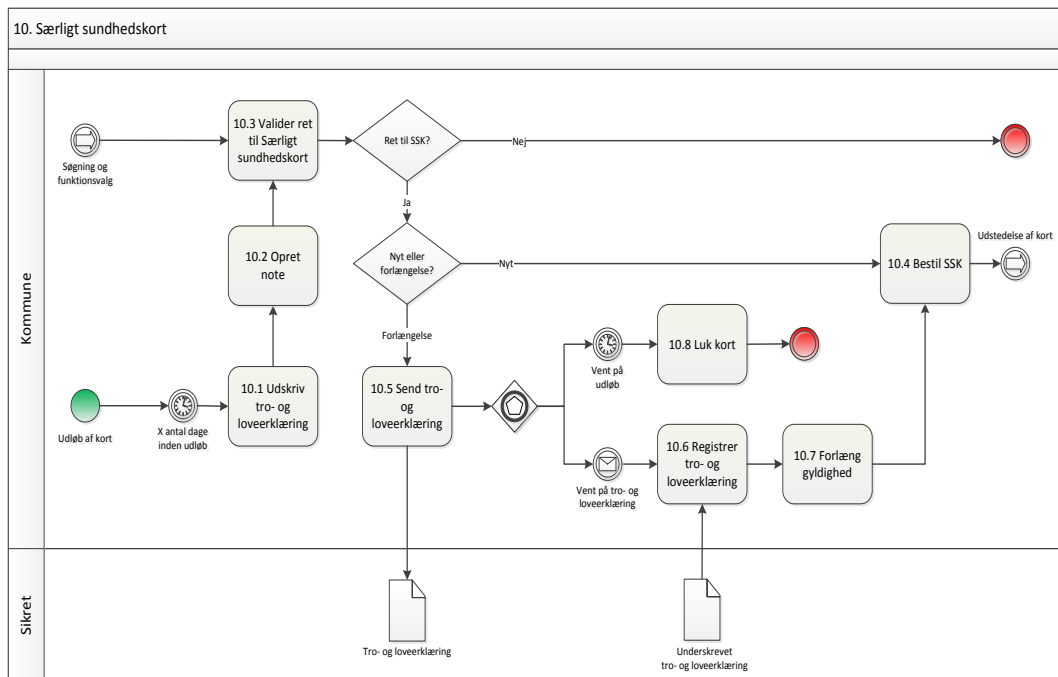 10. Særligt sundhedskort
Kommune
Søgning og
funktionsvalg
10.3 Valider ret
til Særligt
sundhedskort
Ret til SSK?
Nej
Ja
10.2 Opret
note
Nyt eller
forlængelse?
Nyt
10.4 Bestil SSK
Udstedelse af kort
Forlængelse
Udløb af kort
X antal dage
inden udløb
10.1 Udskriv
tro- og
loveerklæring
10.5 Send tro-
og
loveerklæring
Vent på
udløb
10.8 Luk kort
Vent på tro- og
loveerklæring
10.6 Registrer
tro- og
loveerklæring
10.7 Forlæng
gyldighed
Sikret
Tro- og loveerklæring
Underskrevet
tro- og loveerklæring